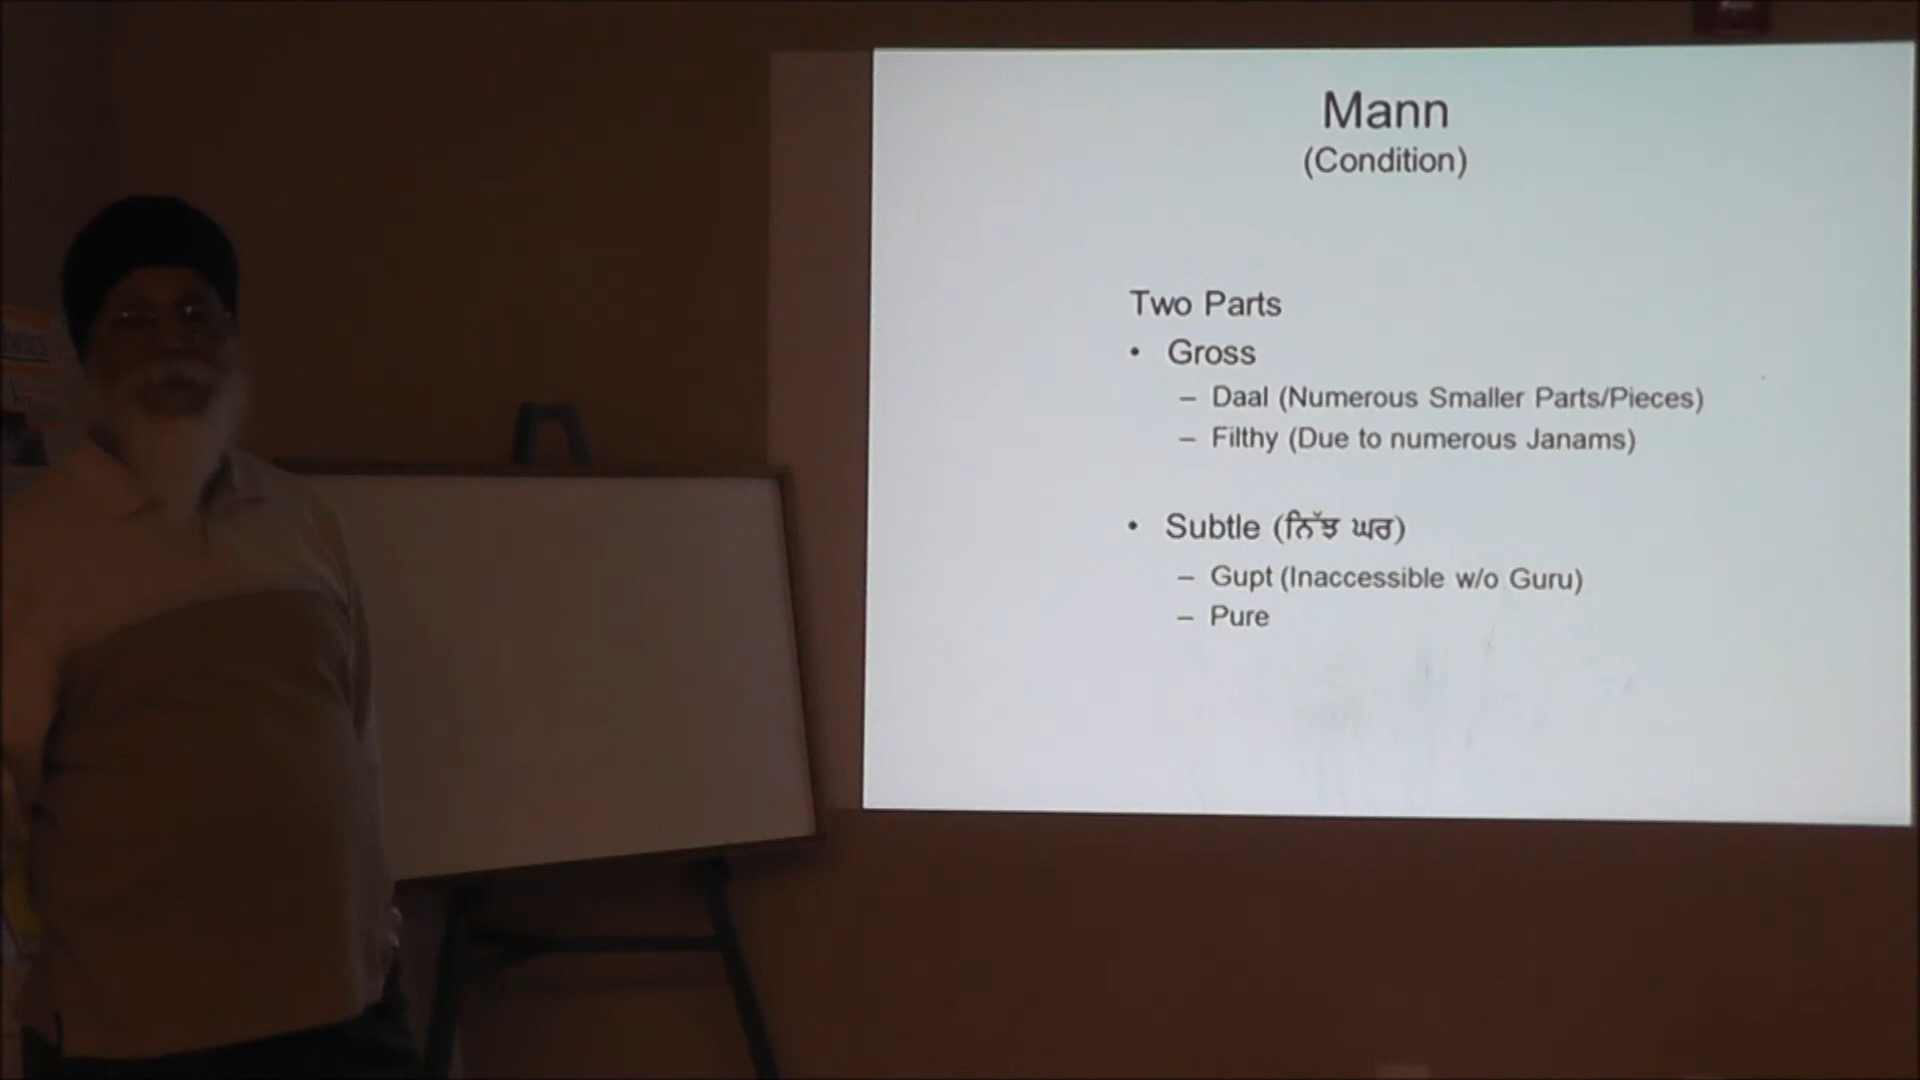 Mann
(Condition)
Two Parts
• Gross
– Daal (Numerous Smaller Parts/Pieces)
– Filthy (Due to numerous Janams)
• Subtle (ਨਿੱਝ ਘਰ)
– Gupt (Inaccessible w/o Guru)
– Pure